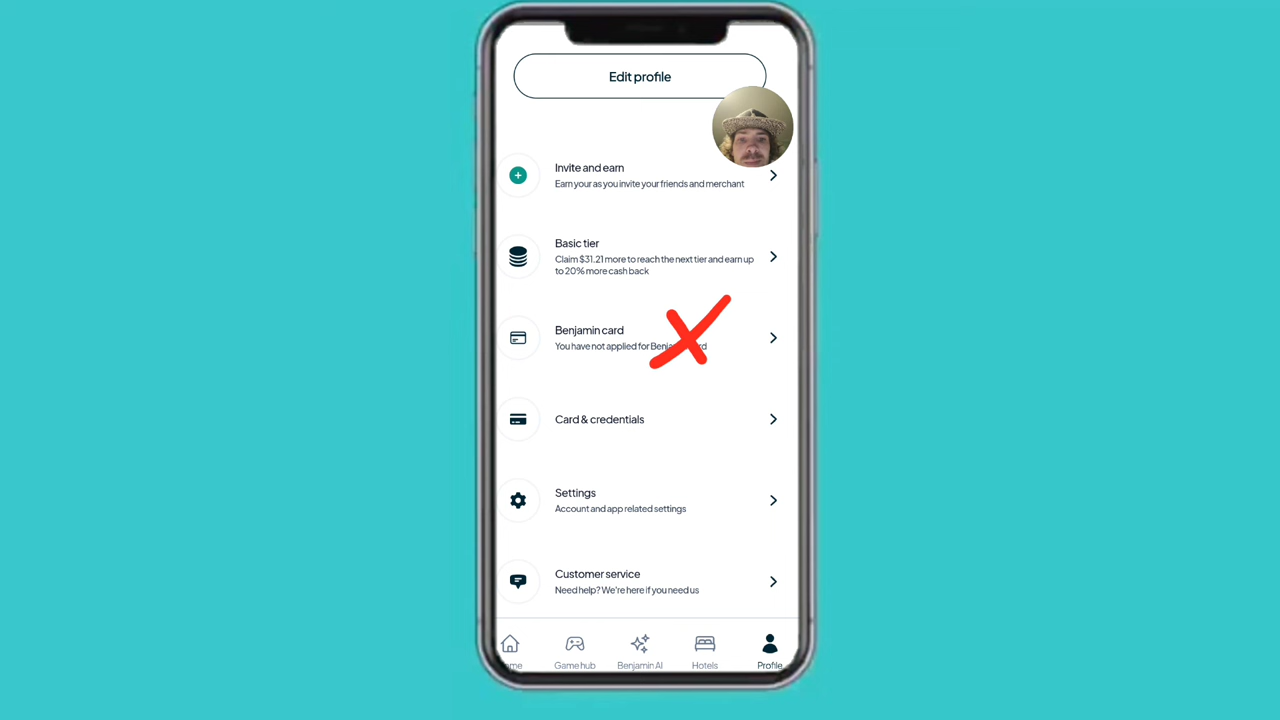 Edit profile
Invite and earn
Earn your as you invite your friends and merchant
Basic tier
Claim $31.21 more to reach the next tier and earn up
to 20% more cash back
Benjamin card
You have not applied for
Card & credentials
Settings
Account and app related settings
Customer service
Need help? We're here if you need us
Game hub
Benjamin AI
Hotels
Profile